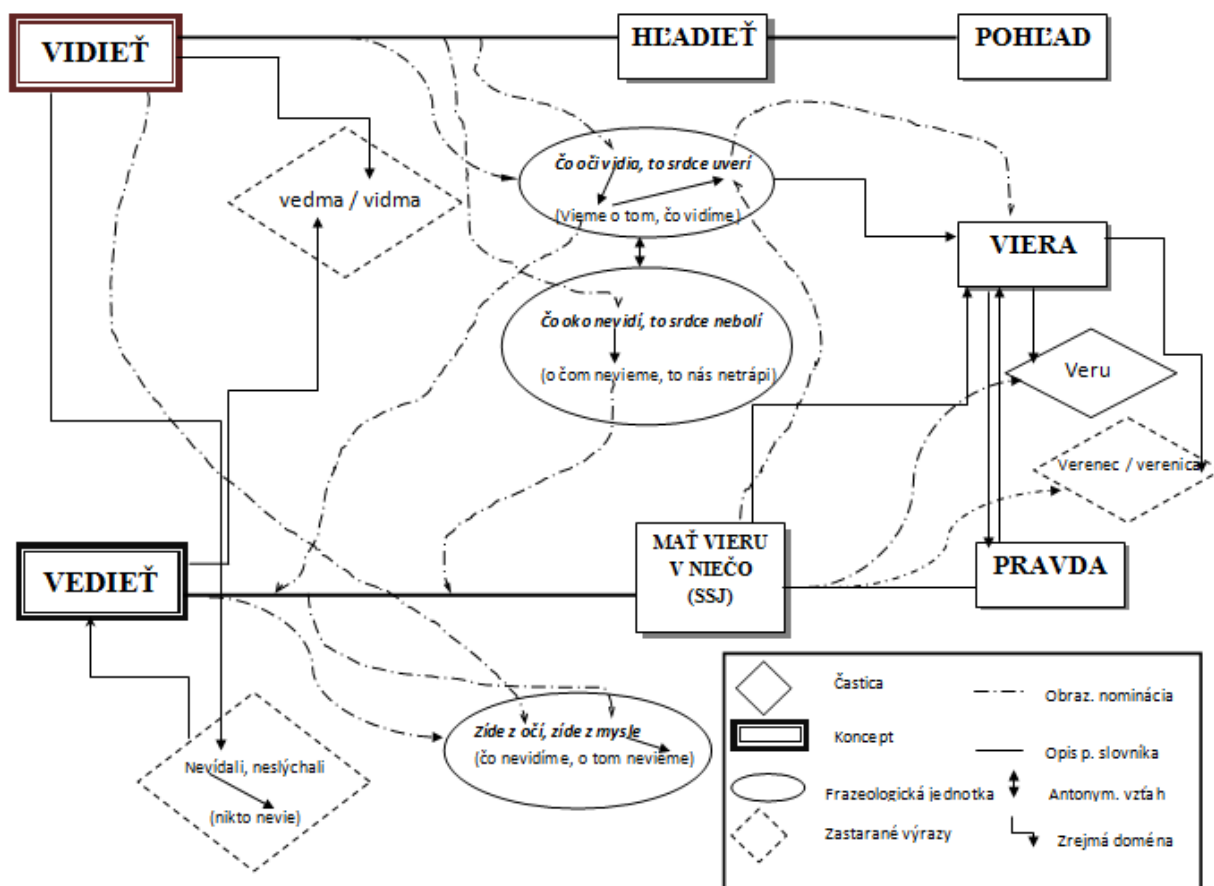 VIDIEŤ
HĽADIEŤ
POHĽAD
Čo oči vidia, to srdce uverí
(Vieme o tom, čo vidíme)
vedma / vidma
VIERA
Čo oko nevidí, to srdce nebolí
(o čom nevieme, to nás netrápi)
Veru
Verenec / verenica
VEDIEŤ
MAŤ VIERU
V NIEČO
(SSJ)
PRAVDA
Zíde z očí, zíde z mysle
(čo nevidíme, o tom nevieme)
Nevídali, neslýchali
(nikto nevie)
Častica
Obraz. nominácia
Koncept
Opis p. slovníka
Frazeologická jednotka
Antonym. vzťah
Zastarané výrazy
Zrejmá doména